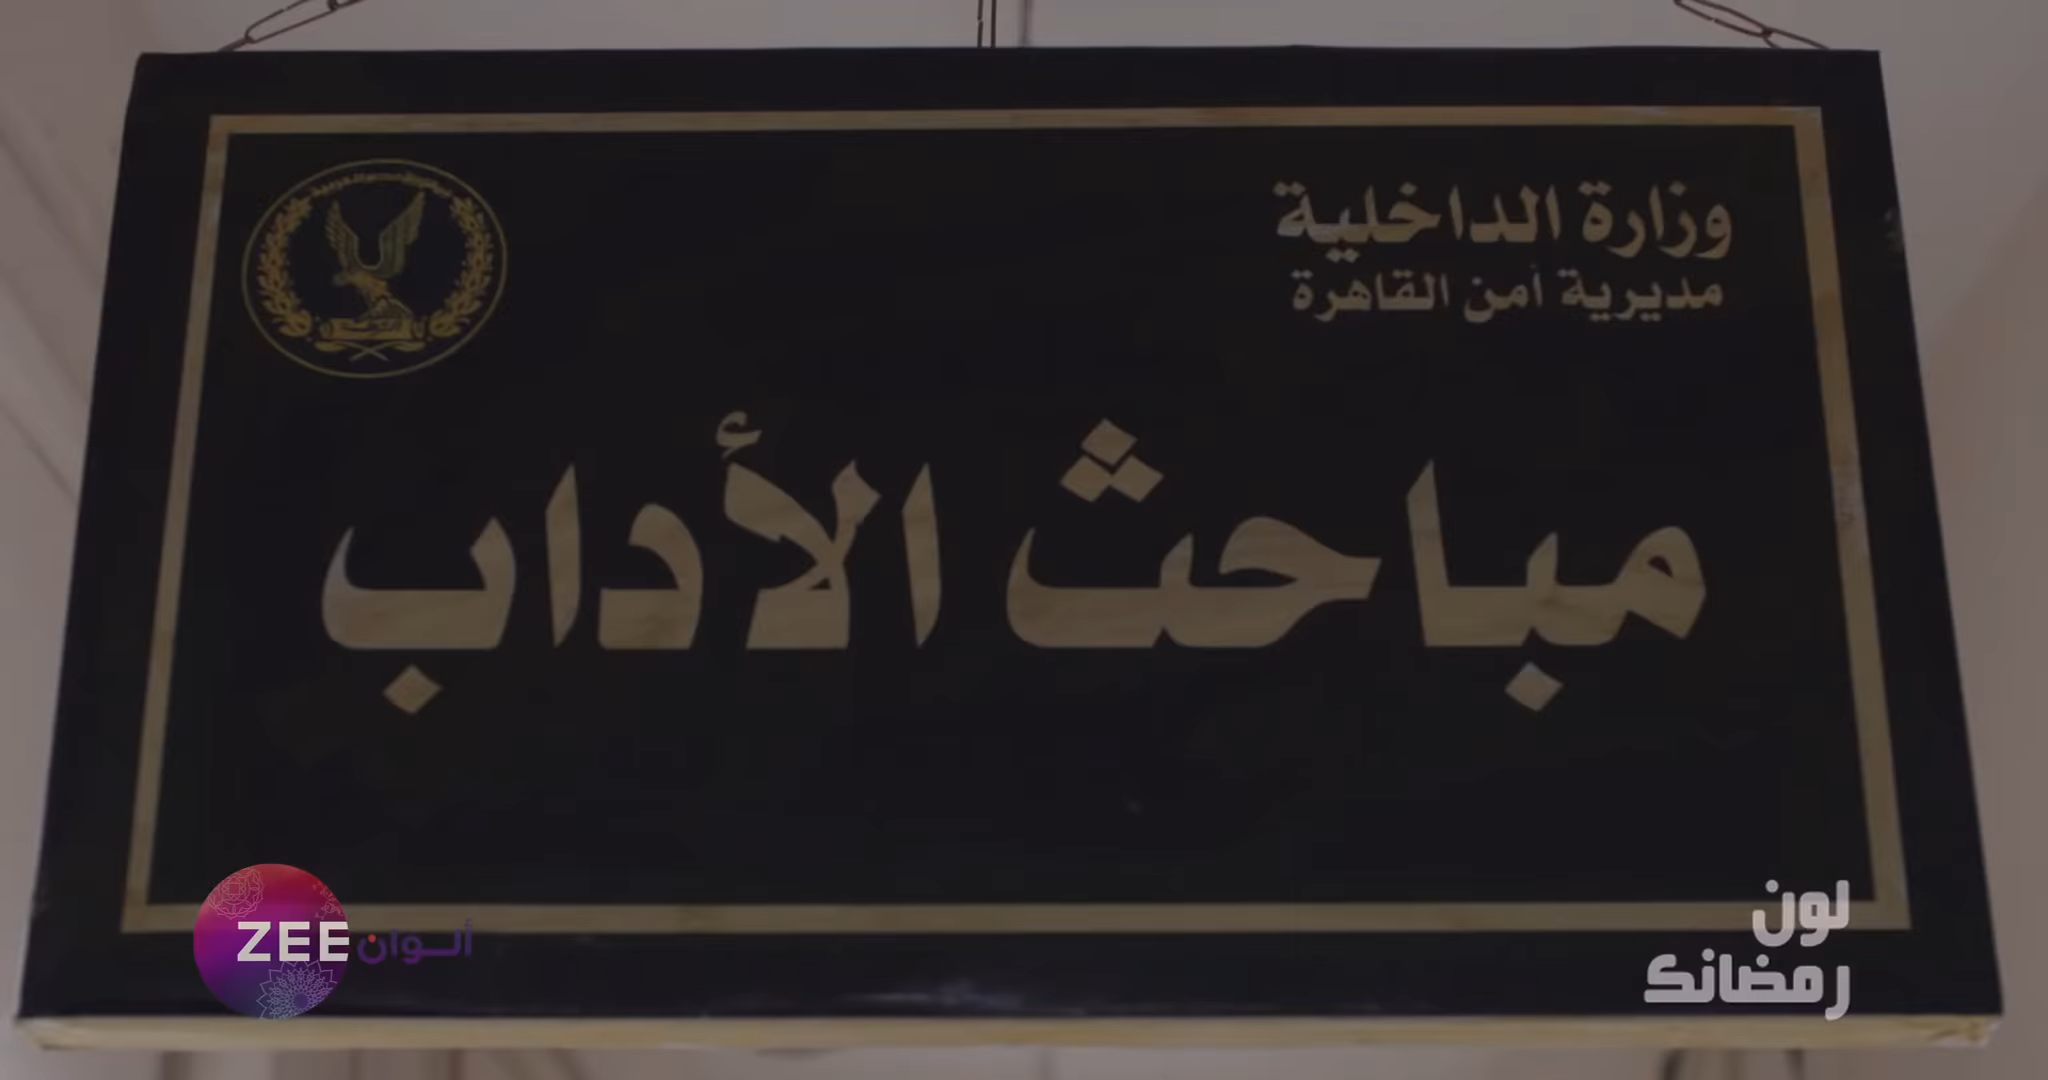 وزارة الداخلية
مديرية أمن القاهرة
مباحث الأداب
ZEE ألوان
لون
رمضانك